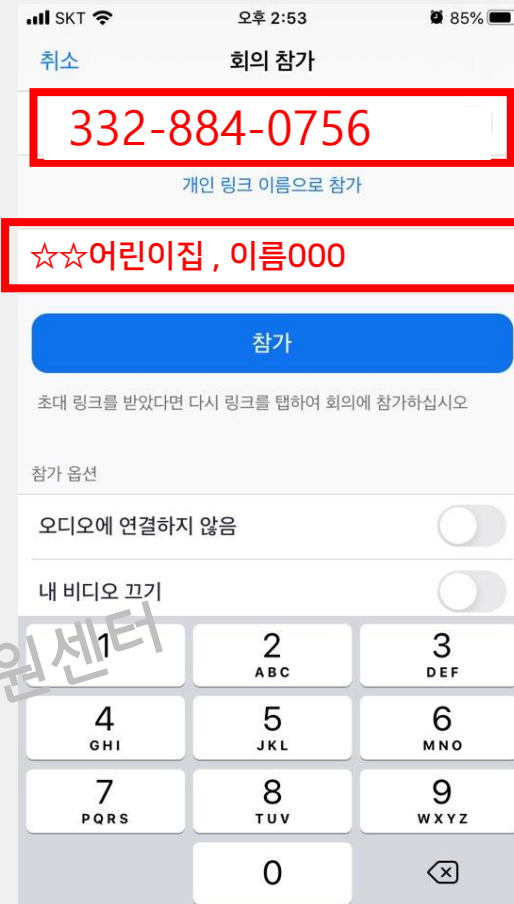 SKT 오후 2:53 85%
취소 회의 참가
332-884-0756
개인 링크 이름으로 참가
☆☆어린이집 , 이름000
참가
초대 링크를 받았다면 다시 링크를 탭하여 회의에 참가하십시오
참가 옵션
오디오에 연결하지 않음
내 비디오 끄기
원센터
1 2 3
ABC DEF
4 5 6
GHI JKL MNO
7 8 9
PQRS TUV WXYZ
0